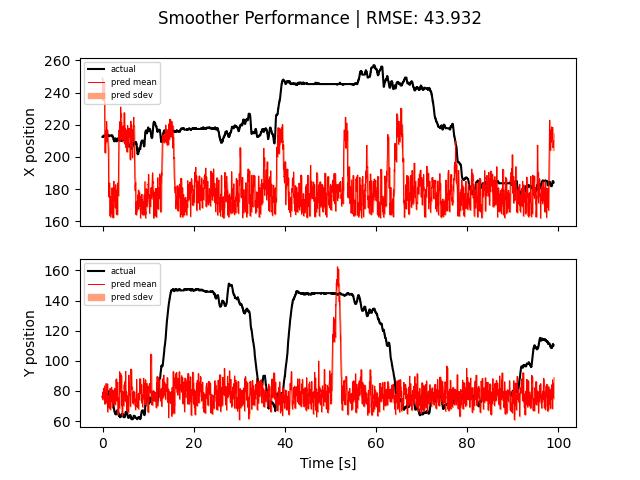 Smoother Performance | RMSE: 43.932
260
240
220
200
180
160
X position
actual
pred mean
pred sdev
160
140
120
100
80
60
Y position
actual
pred mean
pred sdev
0 20 40 60 80 100
Time [s]